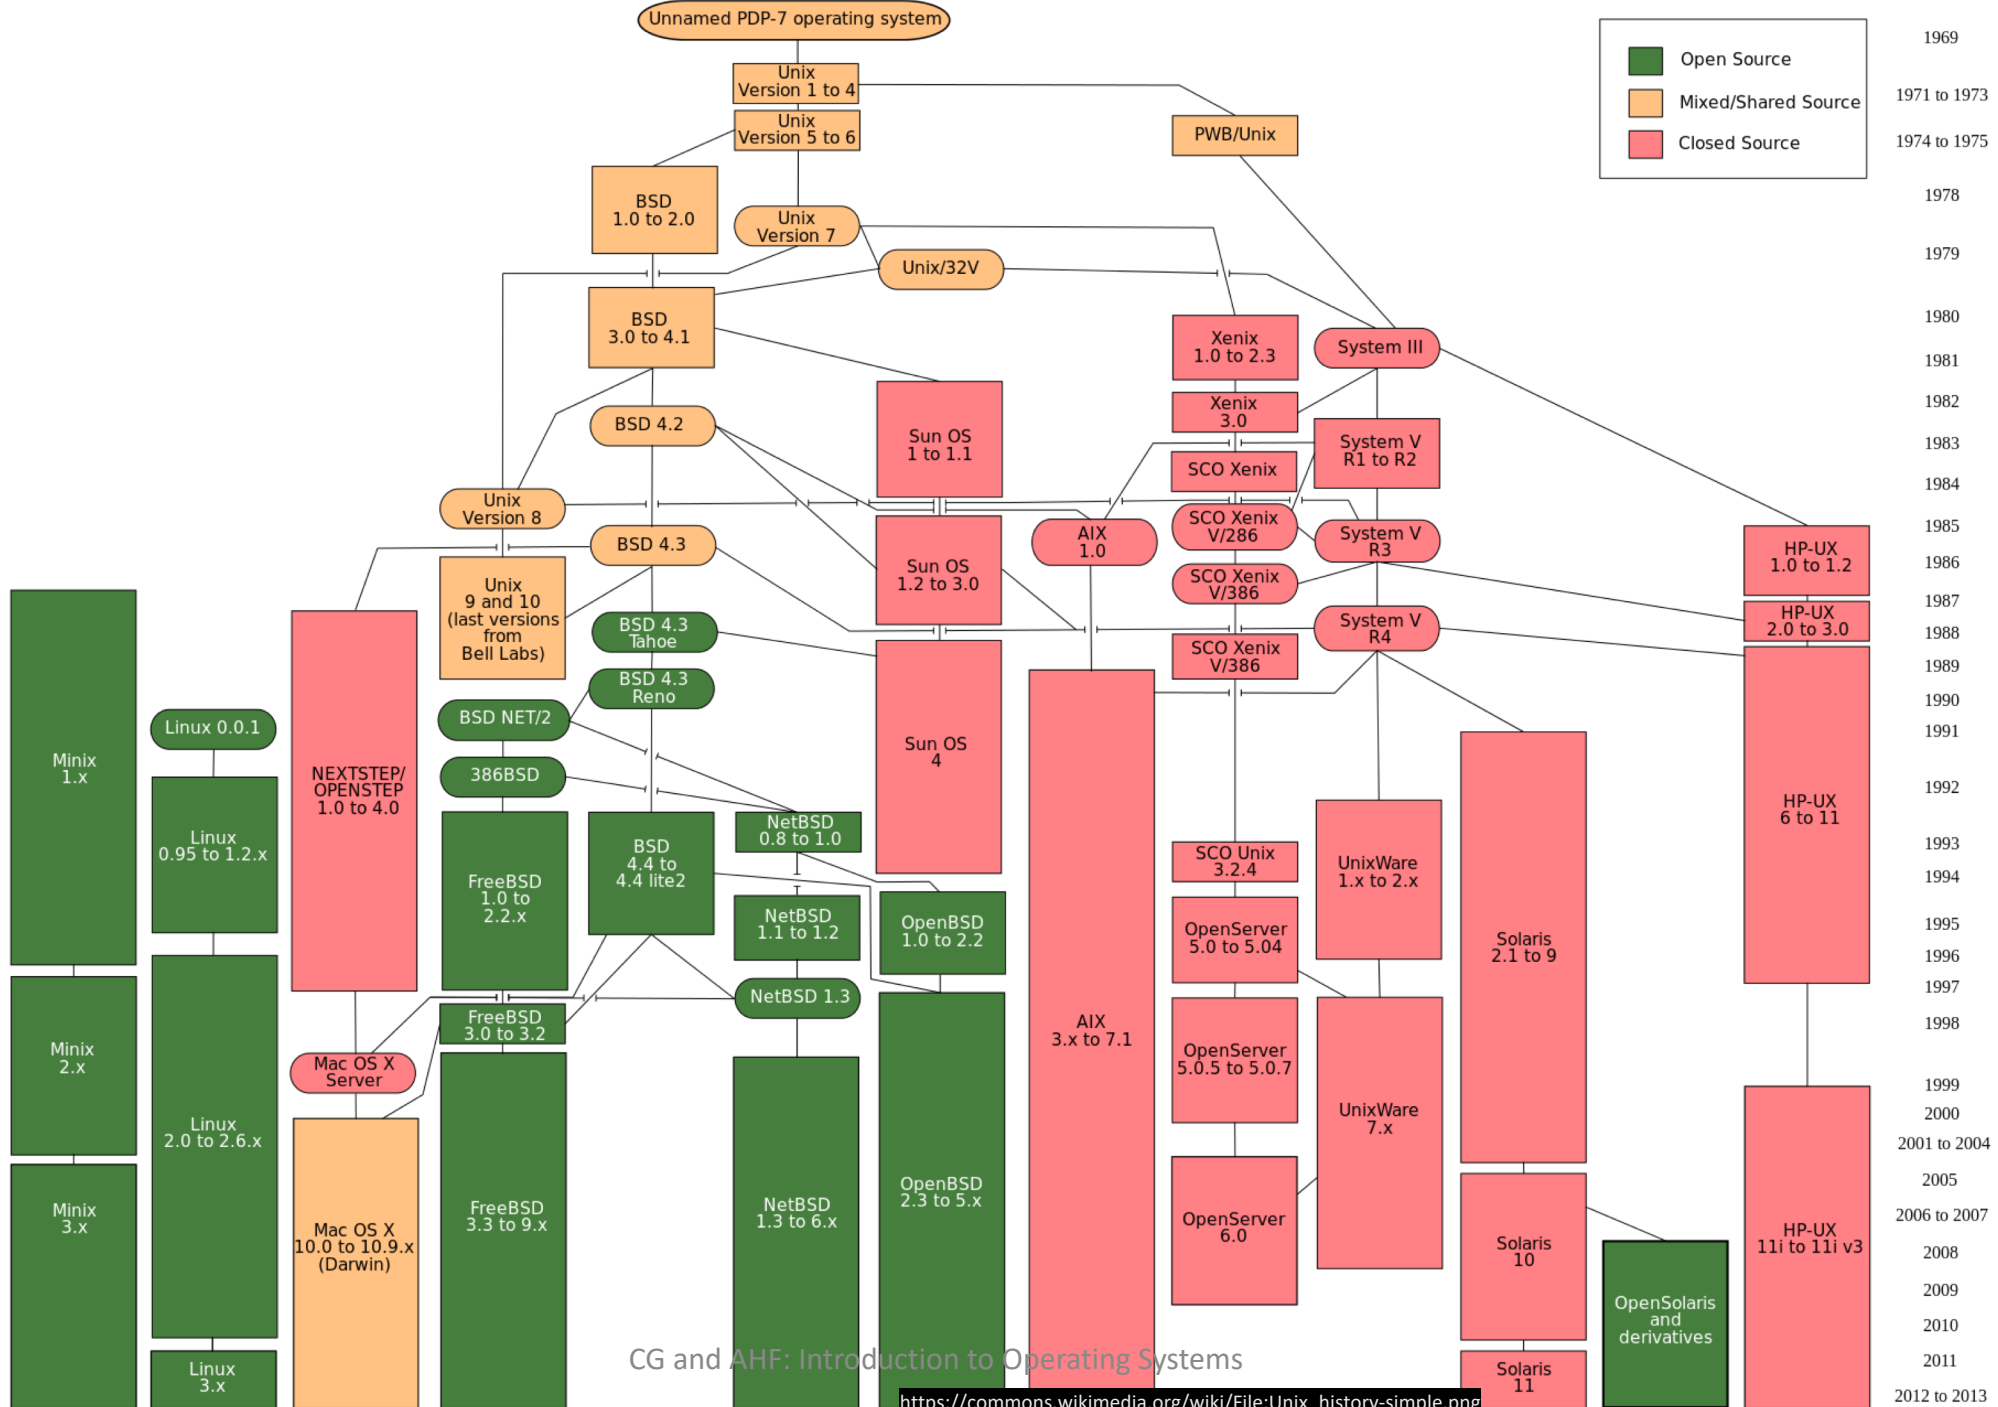 Unnamed PDP-7 operating system
Unix
Version 1 to 4
Unix
Version 5 to 6
PWB/Unix
BSD
1.0 to 2.0
Unix
Version 7
Unix/32V
BSD
3.0 to 4.1
Xenix
1.0 to 2.3
System III
Xenix
3.0
BSD 4.2
Sun OS
1 to 1.1
System V
R1 to R2
SCO Xenix
Unix
Version 8
SCO Xenix
V/286
AIX
1.0
System V
R3
BSD 4.3
HP-UX
1.0 to 1.2
Sun OS
1.2 to 3.0
SCO Xenix
V/386
Unix
9 and 10
(last versions
from
Bell Labs)
HP-UX
2.0 to 3.0
BSD 4.3
Tahoe
System V
R4
SCO Xenix
V/386
BSD 4.3
Reno
BSD NET/2
Linux 0.0.1
Minix
1.x
Sun OS
4
386BSD
NEXTSTEP/
OPENSTEP
1.0 to 4.0
HP-UX
6 to 11
NetBSD
0.8 to 1.0
Linux
0.95 to 1.2.x
BSD
4.4 to
4.4 lite2
SCO Unix
3.2.4
UnixWare
1.x to 2.x
FreeBSD
1.0 to
2.2.x
NetBSD
1.1 to 1.2
OpenBSD
1.0 to 2.2
OpenServer
5.0 to 5.04
Solaris
2.1 to 9
NetBSD 1.3
FreeBSD
3.0 to 3.2
AIX
3.x to 7.1
Minix
2.x
Mac OS X
Server
OpenServer
5.0.5 to 5.0.7
UnixWare
7.x
Linux
2.0 to 2.6.x
OpenBSD
2.3 to 5.x
Minix
3.x
FreeBSD
3.3 to 9.x
NetBSD
1.3 to 6.x
OpenServer
6.0
Mac OS X
10.0 to 10.9.x
(Darwin)
Solaris
10
HP-UX
11i to 11i v3
OpenSolaris
and
derivatives
Linux
3.x
Solaris
11
Open Source
Mixed/Shared Source
Closed Source
1969
1971 to 1973
1974 to 1975
1978
1979
1980
1981
1982
1983
1984
1985
1986
1987
1988
1989
1990
1991
1992
1993
1994
1995
1996
1997
1998
1999
2000
2001 to 2004
2005
2006 to 2007
2008
2009
2010
2011
2012 to 2013
CG and AHF: Introduction to Operating Systems
https://commons.wikimedia.org/wiki/File:Unix_history-simple.png